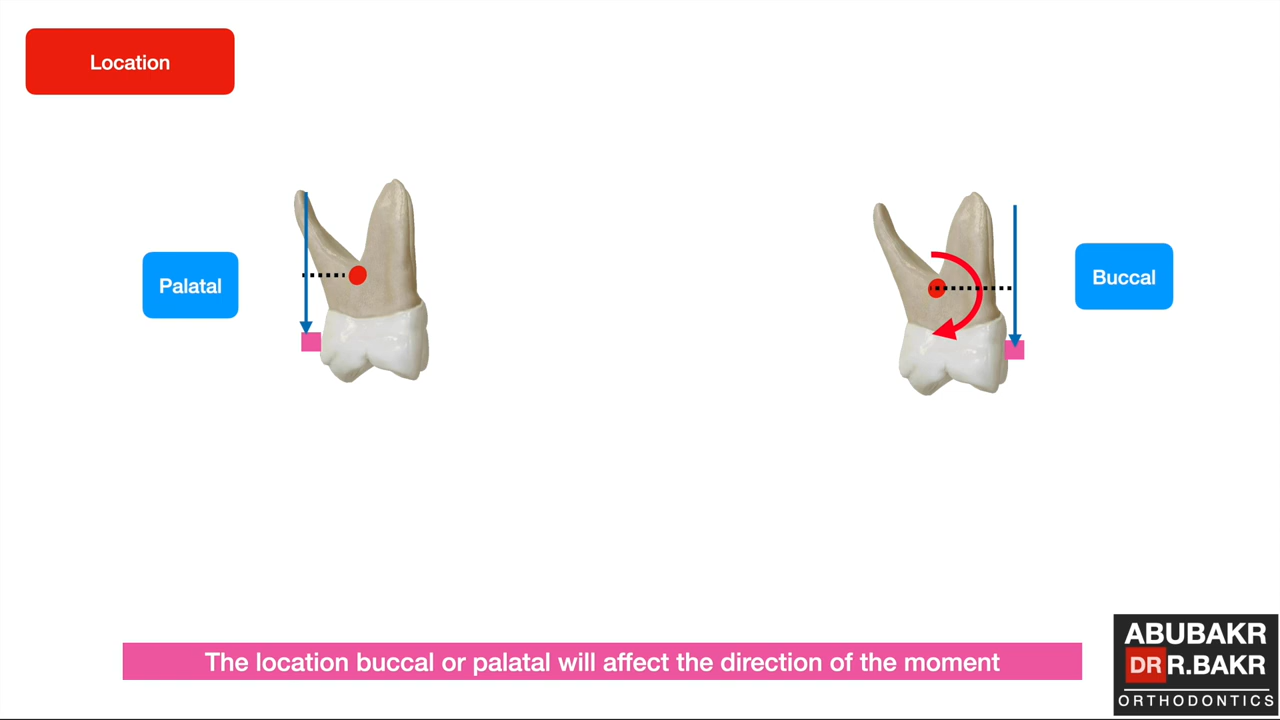 Location
Palatal
Buccal
The location buccal or palatal will affect the direction of the moment
ABUBAKR
DR R.BAKR
ORTHODONTICS